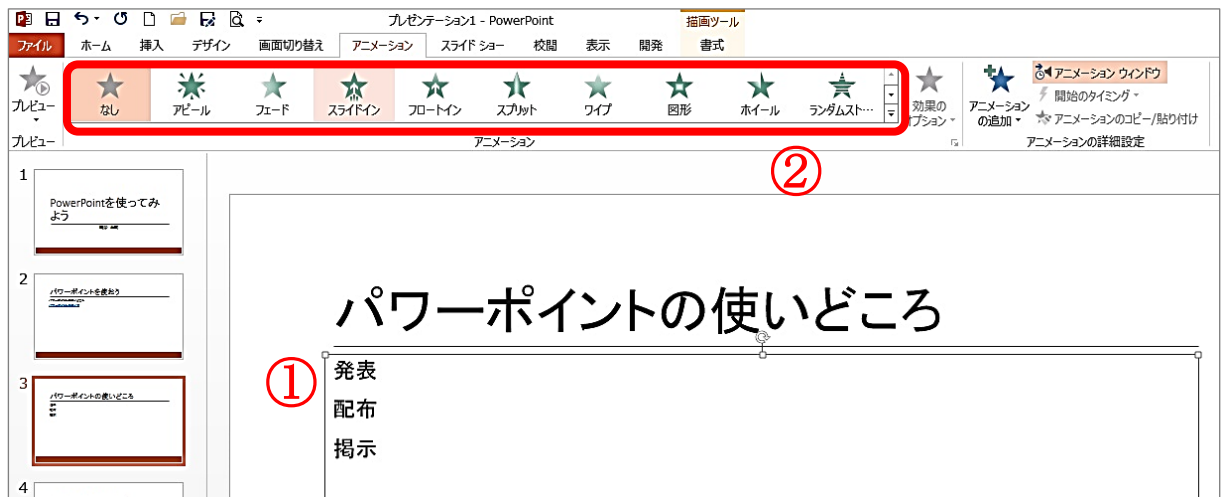 プレゼンテーション1 - PowerPoint
描画ツール
ファイル ホーム 挿入 デザイン 画面切り替え アニメーション スライド ショー 校閲 表示 開発 書式
プレビュー
なし アピール フェード スライドイン フロートイン スプリット ワイプ 図形 ホイール ランダムスト…
効果の
オプション
アニメーション
の追加
アニメーション ウィンドウ
開始のタイミング
アニメーションのコピー/貼り付け
プレビュー アニメーション アニメーションの詳細設定
②
1
PowerPointを使ってみ
よう
2
パワーポイントを使おう
3
パワーポイントの使いどころ
4
パワーポイントの使いどころ
①
発表
配布
掲示